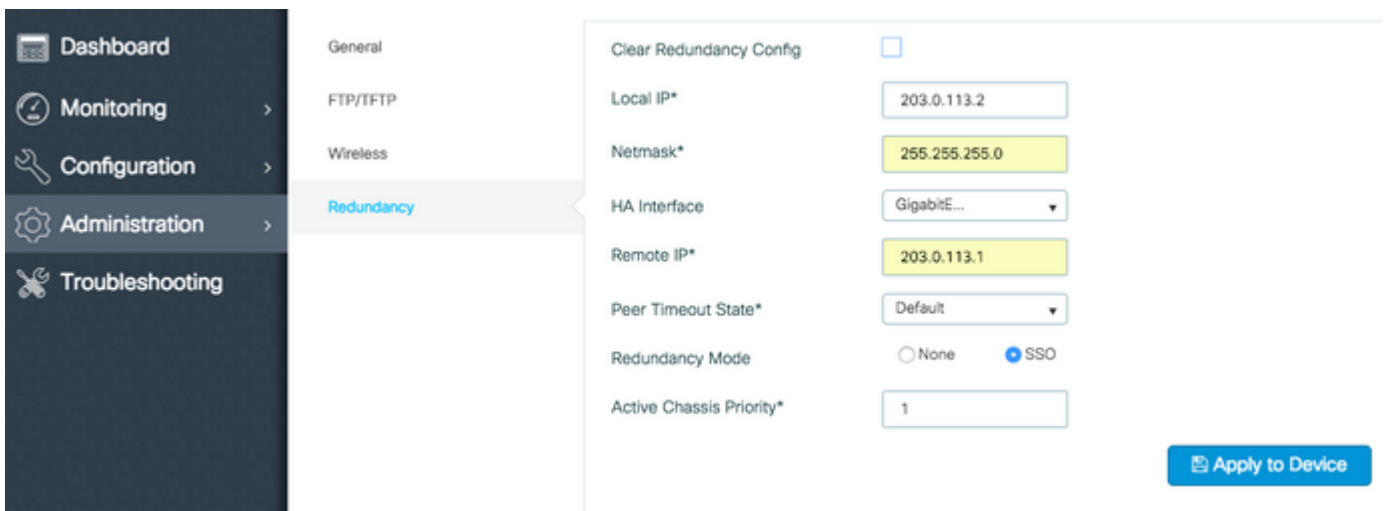 Dashboard
Monitoring
Configuration
Administration
Troubleshooting
General
FTP/TFTP
Wireless
Redundancy
Clear Redundancy Config
Local IP* 203.0.113.2
Netmask* 255.255.255.0
HA Interface GigabitE...
Remote IP* 203.0.113.1
Peer Timeout State* Default
Redundancy Mode None SSO
Active Chassis Priority* 1
Apply to Device